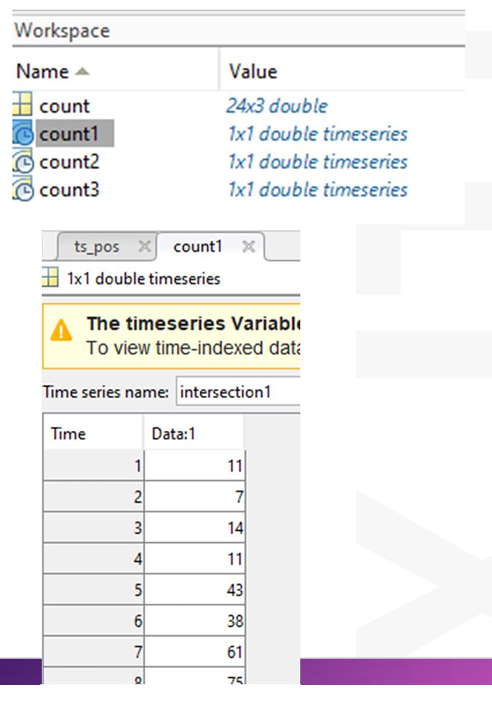 Workspace
Name Value
count 24x3 double
count1 1x1 double timeseries
count2 1x1 double timeseries
count3 1x1 double timeseries
ts_pos count1
1x1 double timeseries
The timeseries Variable
To view time-indexed data
Time series name: intersection1
Time Data:1
1 11
2 7
3 14
4 11
5 43
6 38
7 61
8 75